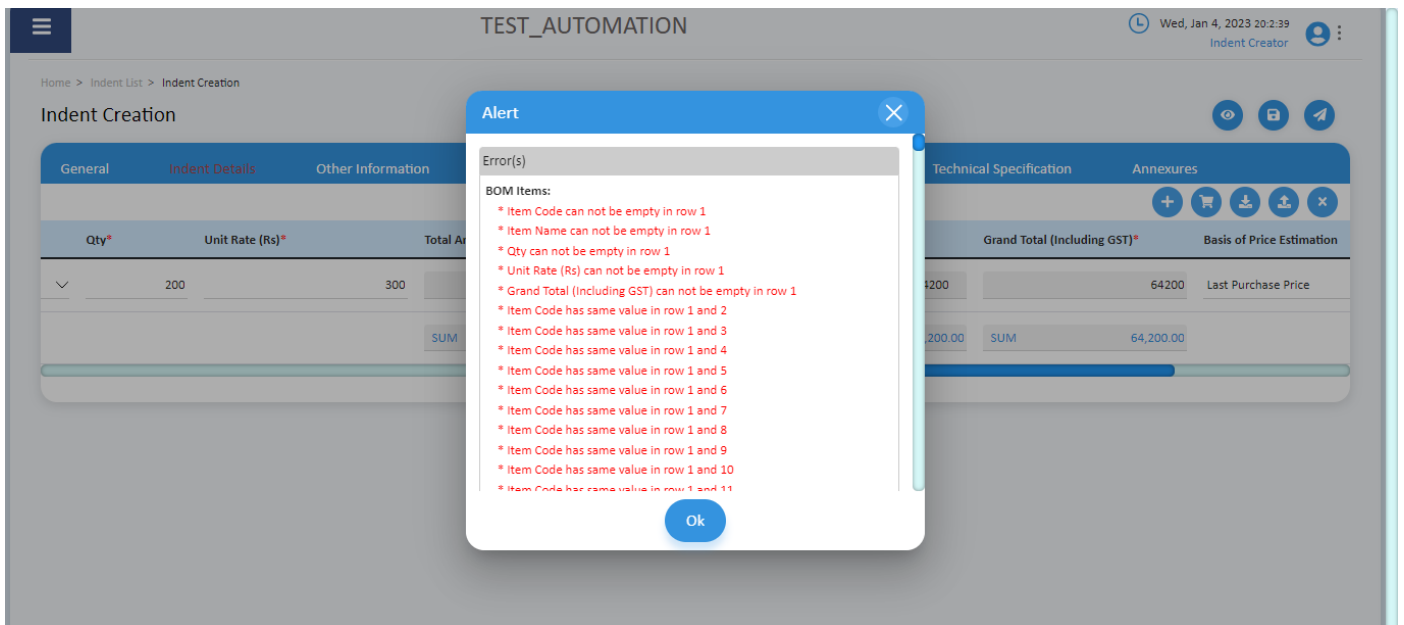 TEST_AUTOMATION
Wed, Jan 4, 2023 20:2:39
Indent Creator
Home > Indent List > Indent Creation
Indent Creation
Alert
General Indent Details Other Information Technical Specification Annexures
Error(s)
BOM Items:
* Item Code can not be empty in row 1
* Item Name can not be empty in row 1
* Qty can not be empty in row 1
* Unit Rate (Rs) can not be empty in row 1
* Grand Total (Including GST) can not be empty in row 1
* Item Code has same value in row 1 and 2
* Item Code has same value in row 1 and 3
* Item Code has same value in row 1 and 4
* Item Code has same value in row 1 and 5
* Item Code has same value in row 1 and 6
* Item Code has same value in row 1 and 7
* Item Code has same value in row 1 and 8
* Item Code has same value in row 1 and 9
* Item Code has same value in row 1 and 10
* Item Code has same value in row 1 and 11
Ok
Qty* Unit Rate (Rs)* Total Grand Total (Including GST)* Basis of Price Estimation
200 300 4200 64200 Last Purchase Price
SUM ,200.00 SUM 64,200.00